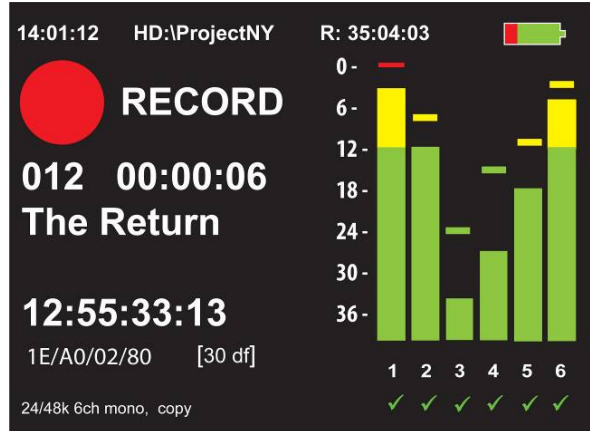 14:01:12 HD:\ProjectNY R: 35:04:03
RECORD
012 00:00:06
The Return
12:55:33:13
1E/A0/02/80 [30 df]
24/48k 6ch mono, copy
0 -
6 -
12 -
18 -
24 -
30 -
36 -
1 2 3 4 5 6